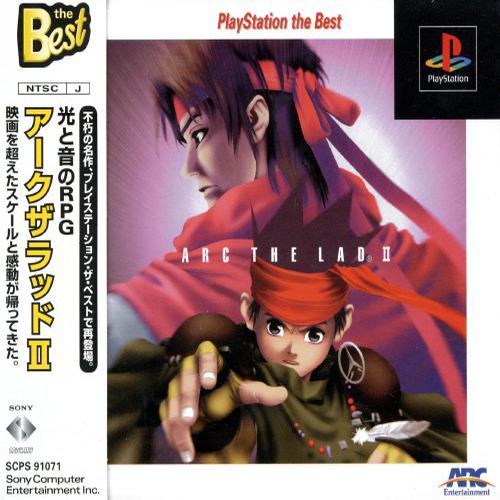 the
Best
NTSC J
不朽の名作、プレイステーション・ザ・ベストで再登場。
光と音のRPG
アークザラッドII
映画を超えたスケールと感動が帰ってきた。
SONY
SCPS 91071
Sony Computer
Entertainment Inc.
PlayStation the Best
PlayStation
ARC THE LAD® II
ARC
Entertainment